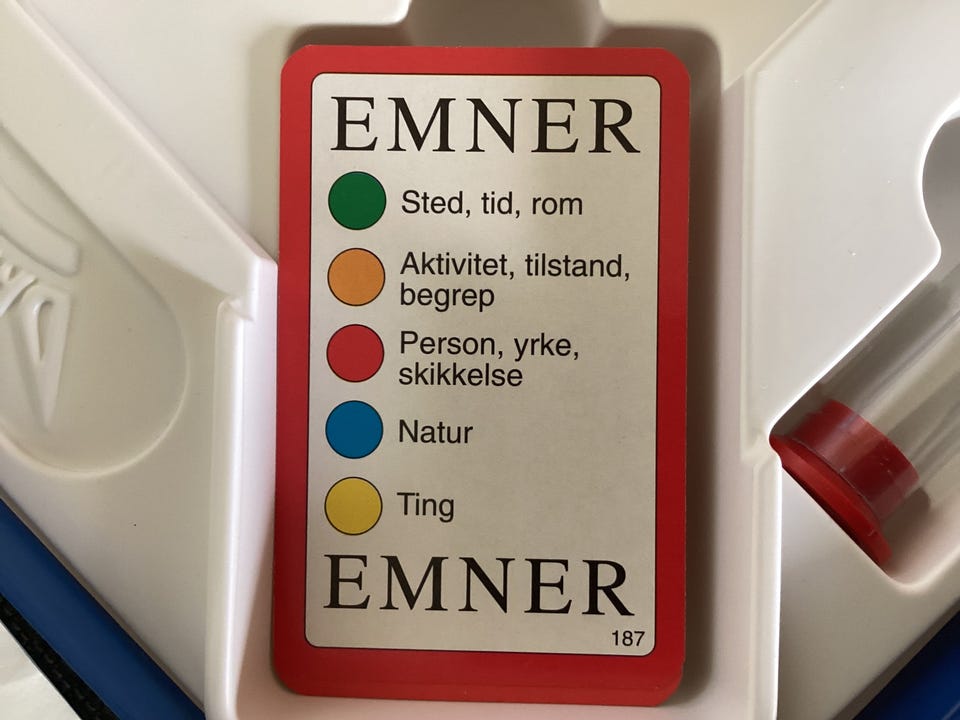 EMNER
Sted, tid, rom
Aktivitet, tilstand,
begrep
Person, yrke,
skikkelse
Natur
Ting
EMNER
187